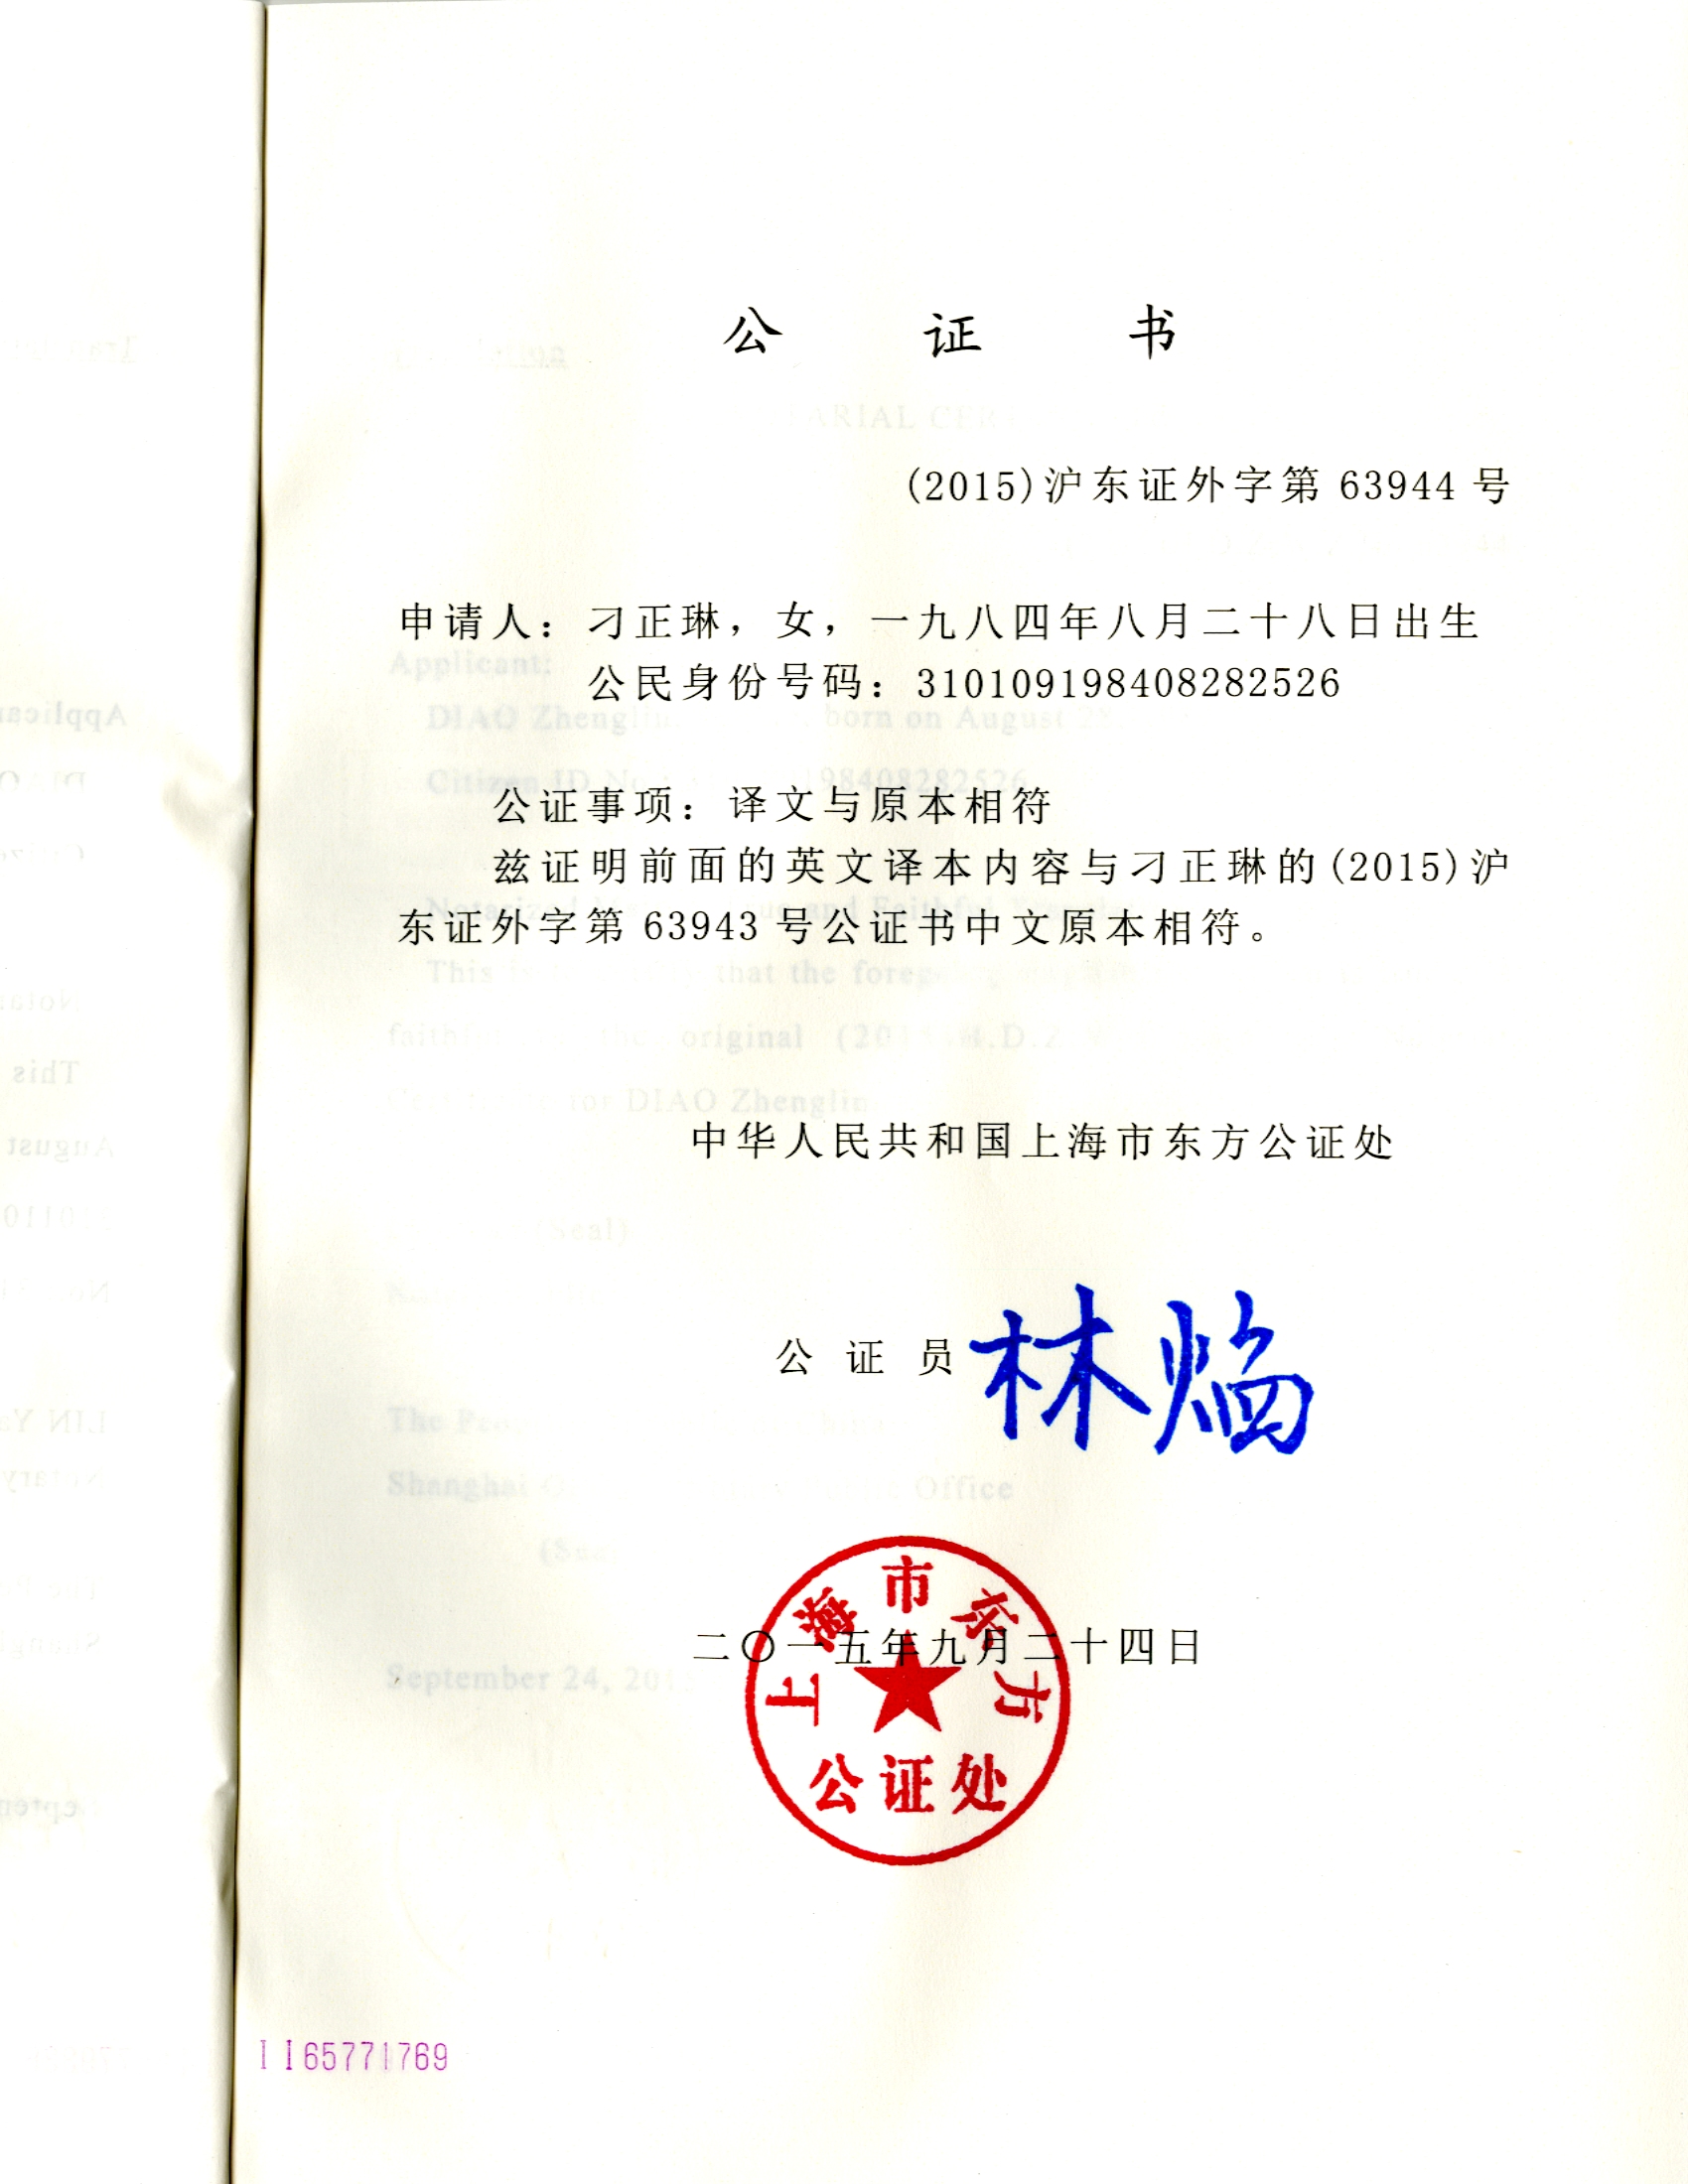 公 证 书
(2015)沪东证外字第 63944 号
申请人：刁正琳，女，一九八四年八月二十八日出生
公民身份号码：310109198408282526
公证事项：译文与原本相符
兹证明前面的英文译本内容与刁正琳的(2015)沪
东证外字第 63943 号公证书中文原本相符。
中华人民共和国上海市东方公证处
公 证 员 林焰
二〇一五年九月二十四日
上海市东方
公证处
II65771769